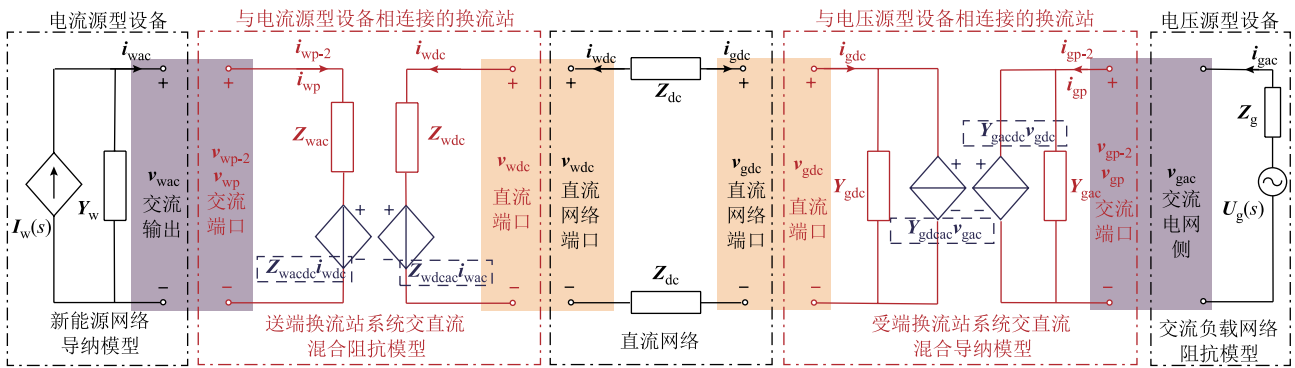 电流源型设备
与电流源型设备相连接的换流站
与电压源型设备相连接的换流站
电压源型设备
i_wac
i_wp-2
i_wp
i_wdc
i_wdc
i_gdc
i_gdc
i_gp-2
i_gp
i_gac
+
+
+
+
+
+
+
+
Z_dc
Z_wac
Z_wdc
Z_g
Y_gacdc v_gdc
I_w(s)
Y_w
v_wac
交流
输出
v_wp-2
v_wp
交流
端口
v_wdc
直流
端口
v_wdc
直流
网络
端口
v_gdc
直流
网络
端口
v_gdc
直流
端口
Y_gdc
+
+
Y_gac
v_gp-2
v_gp
交流
端口
v_gac
交流
电网
侧
U_g(s)
+
+
−
−
Y_gdcac v_gac
−
−
Z_wacdc i_wdc
Z_wdcac i_wac
Z_dc
−
−
−
−
−
−
−
−
新能源网络
导纳模型
送端换流站系统交直流
混合阻抗模型
直流网络
受端换流站系统交直流
混合导纳模型
交流负载网络
阻抗模型